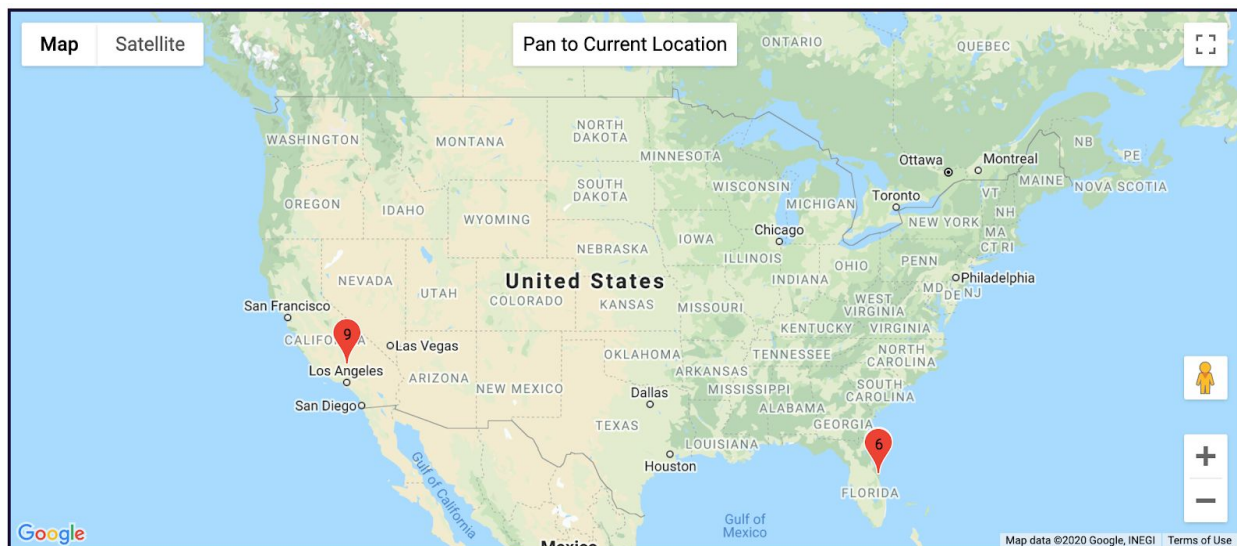 Map
Satellite
Pan to Current Location
ONTARIO
QUEBEC
WASHINGTON
MONTANA
NORTH
DAKOTA
MINNESOTA
Ottawa
Montreal
NB
PE
NOVA SCOTIA
MAINE
OREGON
IDAHO
WYOMING
SOUTH
DAKOTA
WISCONSIN
MICHIGAN
Toronto
VT
NH
NEW YORK
MA
CT RI
NEBRASKA
IOWA
Chicago
ILLINOIS
INDIANA
OHIO
PENN
Philadelphia
MD
DE
NJ
NEVADA
UTAH
COLORADO
United States
KANSAS
MISSOURI
WEST
VIRGINIA
KENTUCKY
VIRGINIA
San Francisco
CALIFORNIA
9
Las Vegas
Los Angeles
San Diego
ARIZONA
NEW MEXICO
OKLAHOMA
ARKANSAS
TENNESSEE
NORTH
CAROLINA
MISSISSIPPI
SOUTH
CAROLINA
Dallas
TEXAS
ALABAMA
GEORGIA
LOUISIANA
Houston
6
FLORIDA
Gulf of California
Gulf of
Mexico
Mexico
Google
Map data ©2020 Google, INEGI
Terms of Use